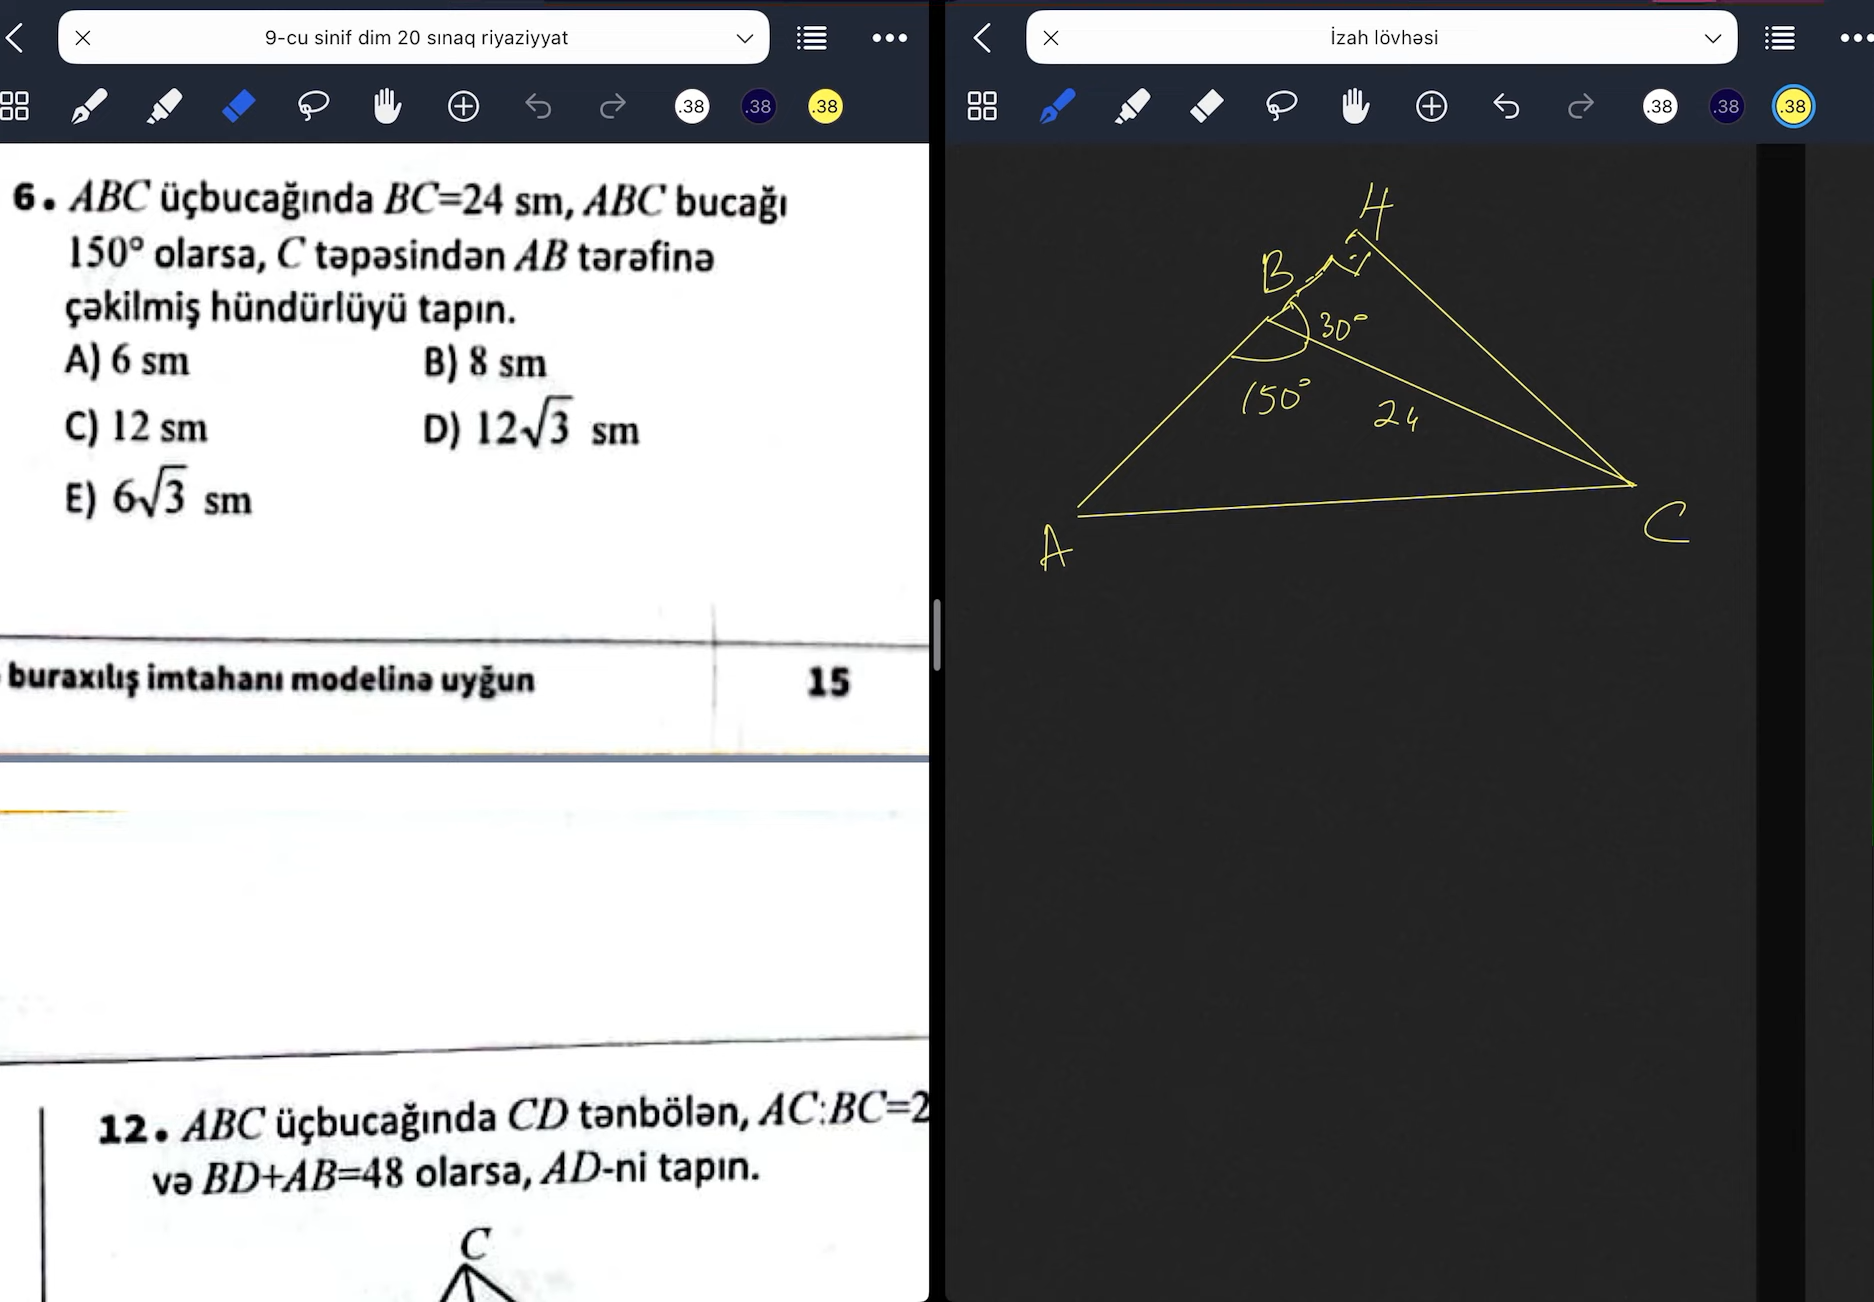 9-cu sinif dim 20 sınaq riyaziyyat
.38 .38 .38
6. ABC üçbucağında BC=24 sm, ABC bucağı
150° olarsa, C təpəsindən AB tərəfinə
çəkilmiş hündürlüyü tapın.
A) 6 sm B) 8 sm
C) 12 sm D) 12√3 sm
E) 6√3 sm
buraxılış imtahanı modelinə uyğun 15
12. ABC üçbucağında CD tənbölən, AC:BC=2
və BD+AB=48 olarsa, AD-ni tapın.
C
İzah lövhəsi
.38 .38 .38
H
B
30°
150°
24
A
C